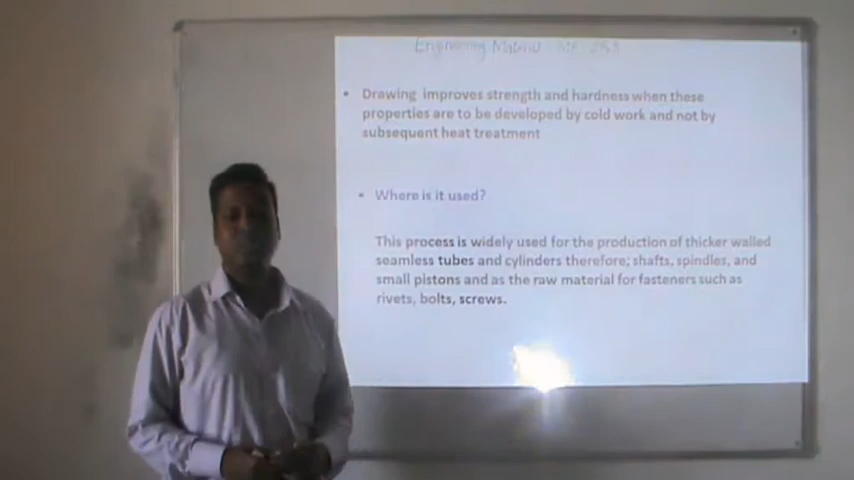 Engineering Material ME
• Drawing improves strength and hardness when these
properties are to be developed by cold work and not by
subsequent heat treatment
• Where is it used?
This process is widely used for the production of thicker walled
seamless tubes and cylinders therefore; shafts, spindles, and
small pistons and as the raw material for fasteners such as
rivets, bolts, screws.